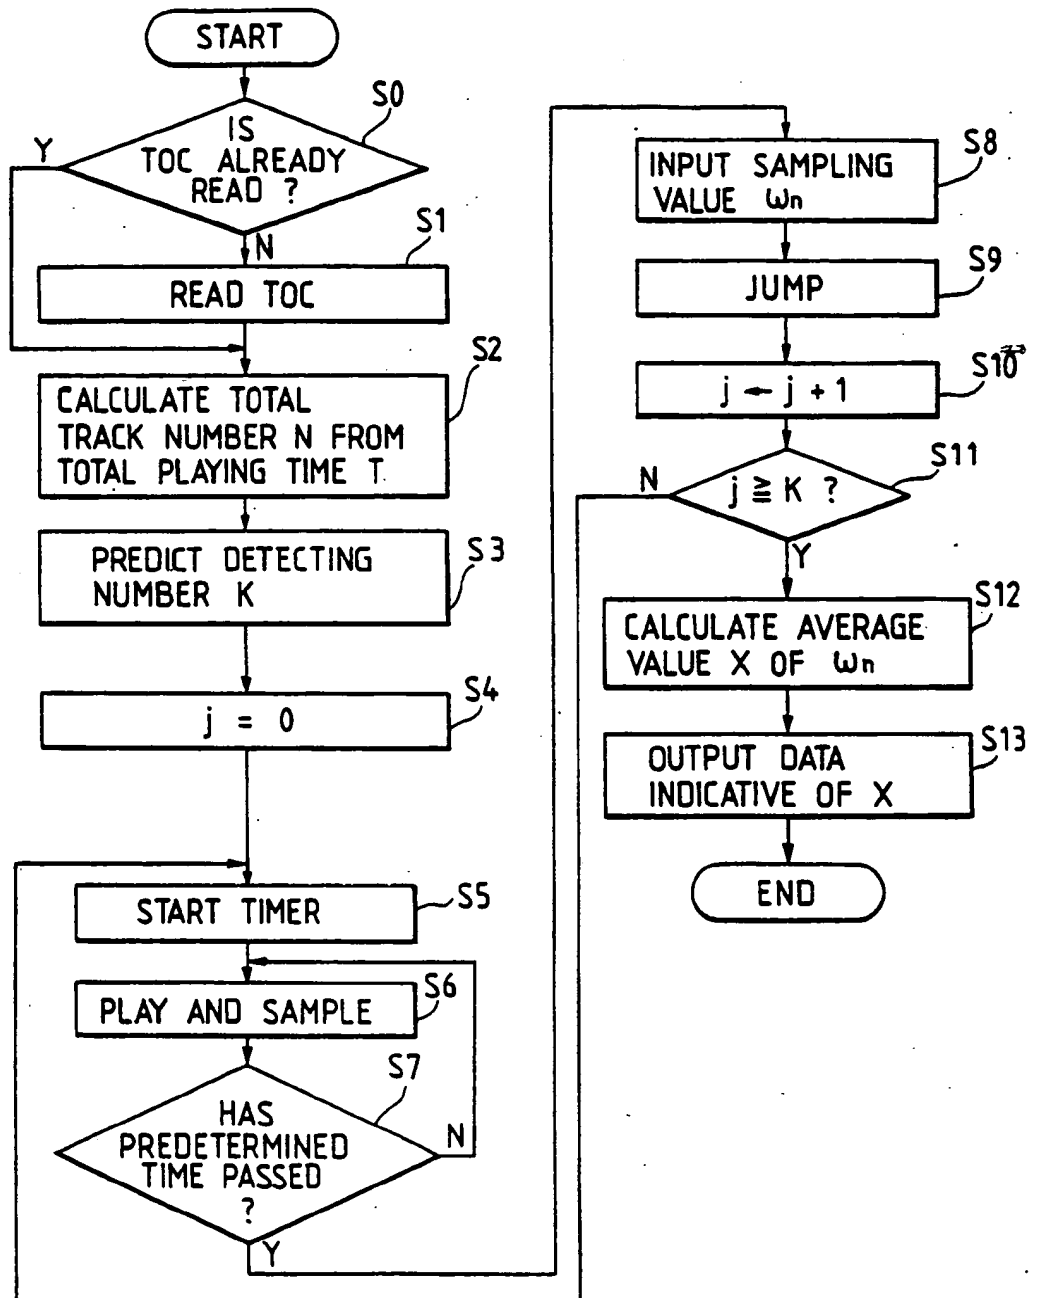 START
S0
IS
TOC ALREADY
READ ?
Y
N
S1
READ TOC
S2
CALCULATE TOTAL
TRACK NUMBER N FROM
TOTAL PLAYING TIME T
S3
PREDICT DETECTING
NUMBER K
S4
j = 0
S5
START TIMER
S6
PLAY AND SAMPLE
S7
HAS
PREDETERMINED
TIME PASSED
?
N
Y
S8
INPUT SAMPLING
VALUE ωn
S9
JUMP
S10
j ← j + 1
S11
j ≧ K ?
N
Y
S12
CALCULATE AVERAGE
VALUE X OF ωn
S13
OUTPUT DATA
INDICATIVE OF X
END